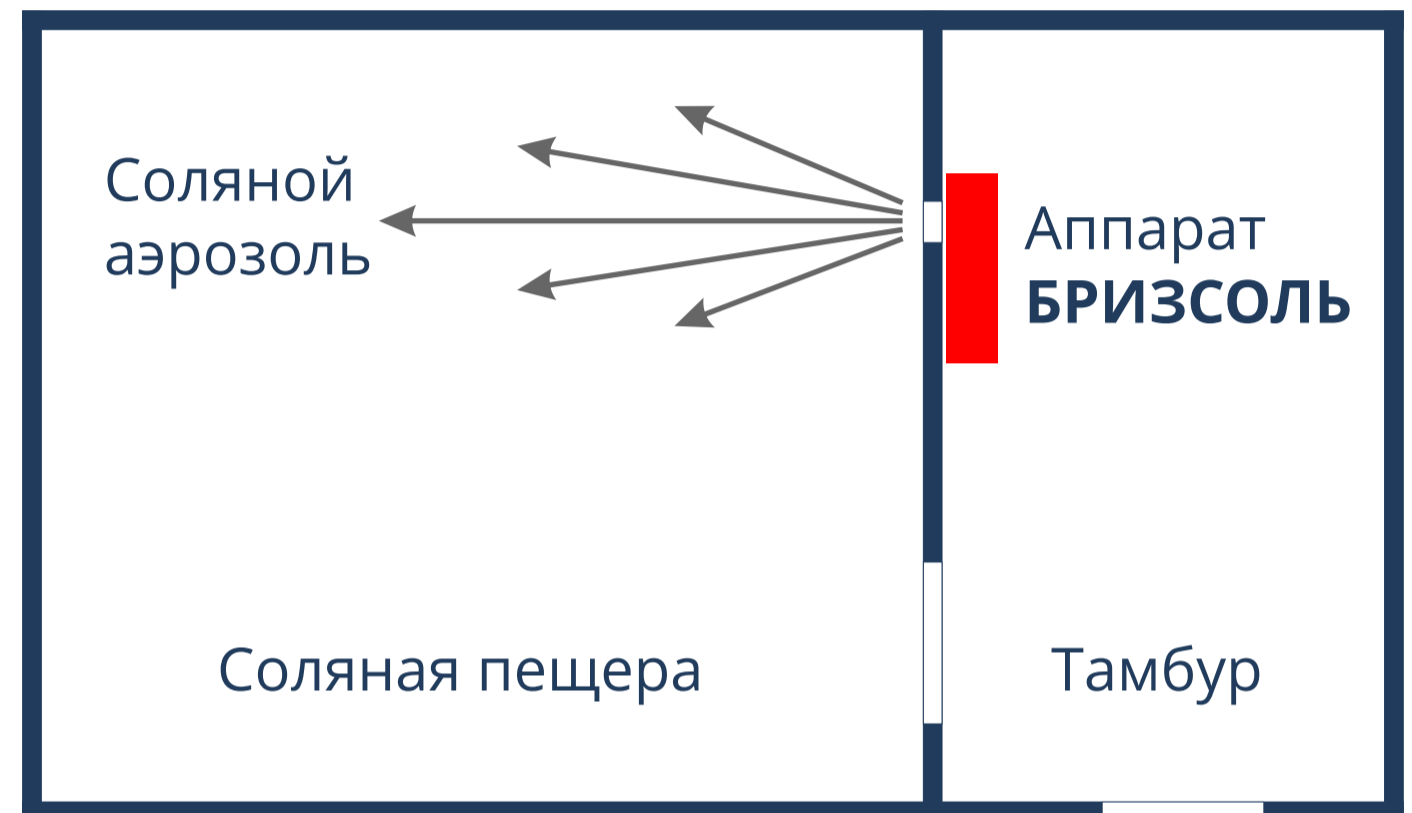 Соляной
аэрозоль
Аппарат
БРИЗСОЛЬ
Соляная пещера
Тамбур